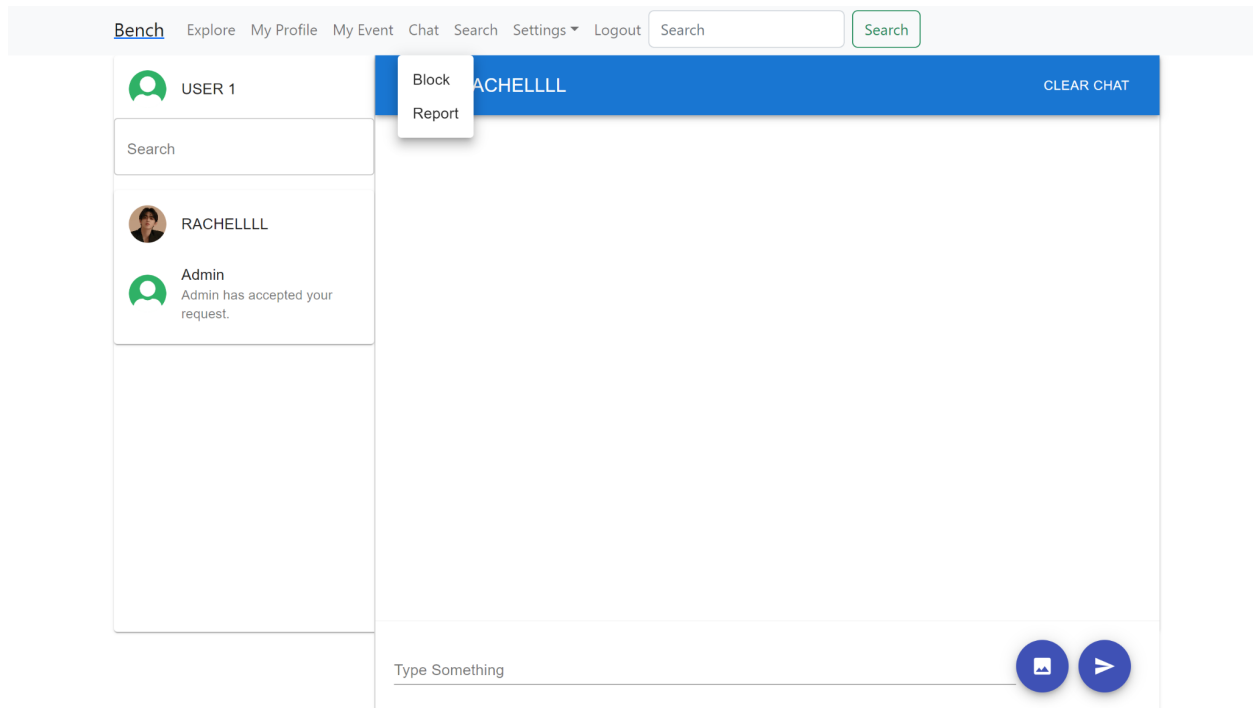 Bench Explore My Profile My Event Chat Search Settings Logout Search Search
USER 1
Search
RACHELLLL
Admin
Admin has accepted your
request.
Block
Report
ACHELLLL
CLEAR CHAT
Type Something